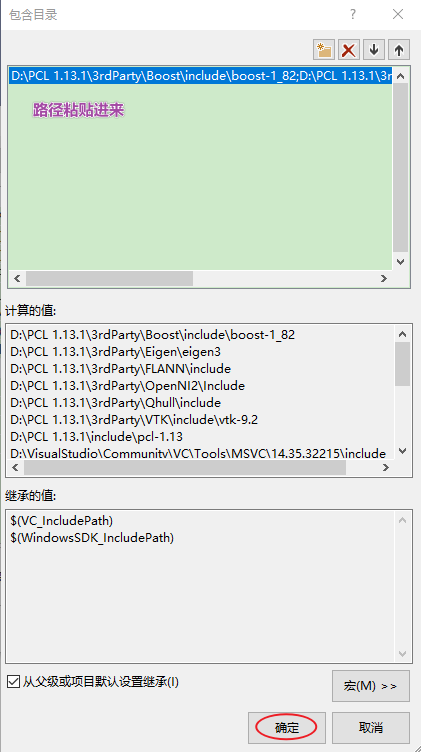 包含目录
?
D:\PCL 1.13.1\3rdParty\Boost\include\boost-1_82;D:\PCL 1.13.1\3r
路径粘贴进来
计算的值:
D:\PCL 1.13.1\3rdParty\Boost\include\boost-1_82
D:\PCL 1.13.1\3rdParty\Eigen\eigen3
D:\PCL 1.13.1\3rdParty\FLANN\include
D:\PCL 1.13.1\3rdParty\OpenNI2\Include
D:\PCL 1.13.1\3rdParty\Qhull\include
D:\PCL 1.13.1\3rdParty\VTK\include\vtk-9.2
D:\PCL 1.13.1\include\pcl-1.13
D:\VisualStudio\Community\VC\Tools\MSVC\14.35.32215\include
继承的值:
$(VC_IncludePath)
$(WindowsSDK_IncludePath)
从父级或项目默认设置继承(I)
宏(M) >>
确定
取消